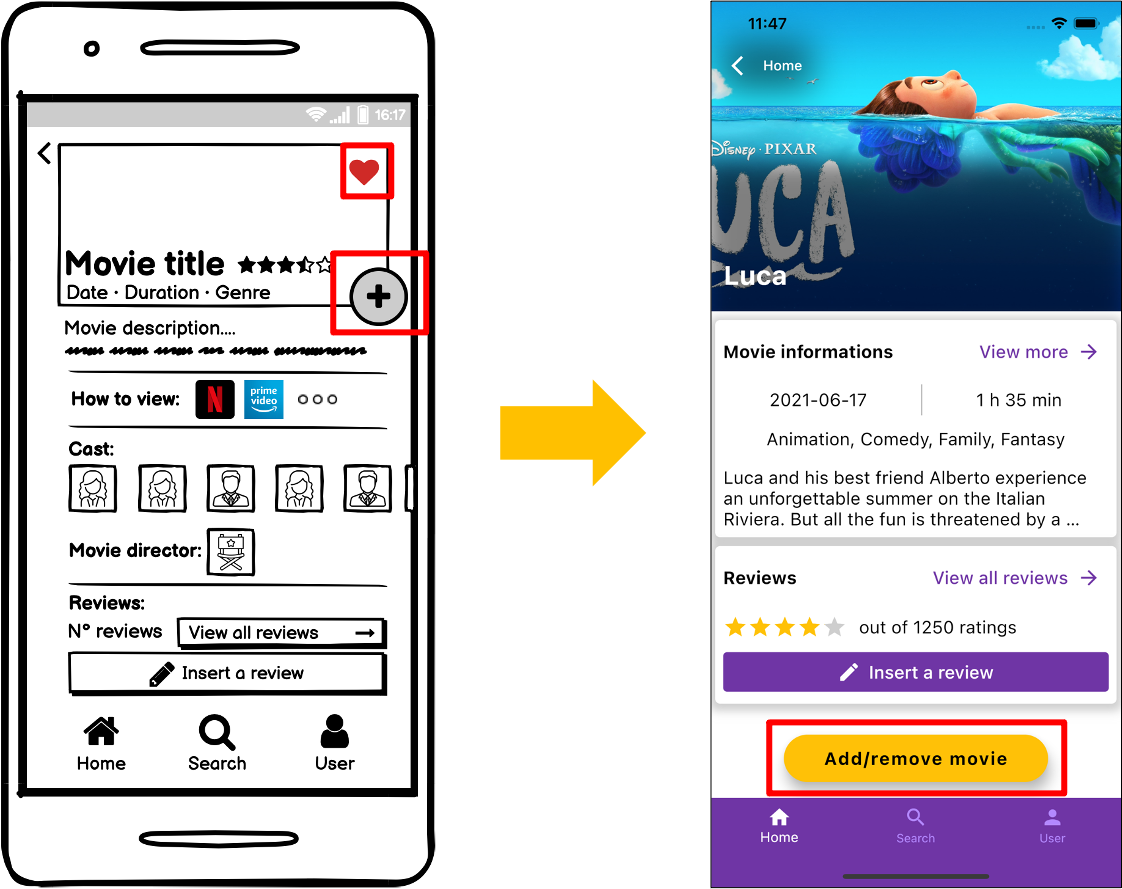 16:17
Movie title
Date · Duration · Genre
Movie description....
How to view: N prime video
Cast:
Movie director:
Reviews:
N° reviews View all reviews →
Insert a review
Home Search User
11:47
Home
Disney · PIXAR
LUCA
Luca
Movie informations View more →
2021-06-17 1 h 35 min
Animation, Comedy, Family, Fantasy
Luca and his best friend Alberto experience
an unforgettable summer on the Italian
Riviera. But all the fun is threatened by a ...
Reviews View all reviews →
out of 1250 ratings
Insert a review
Add/remove movie
Home Search User